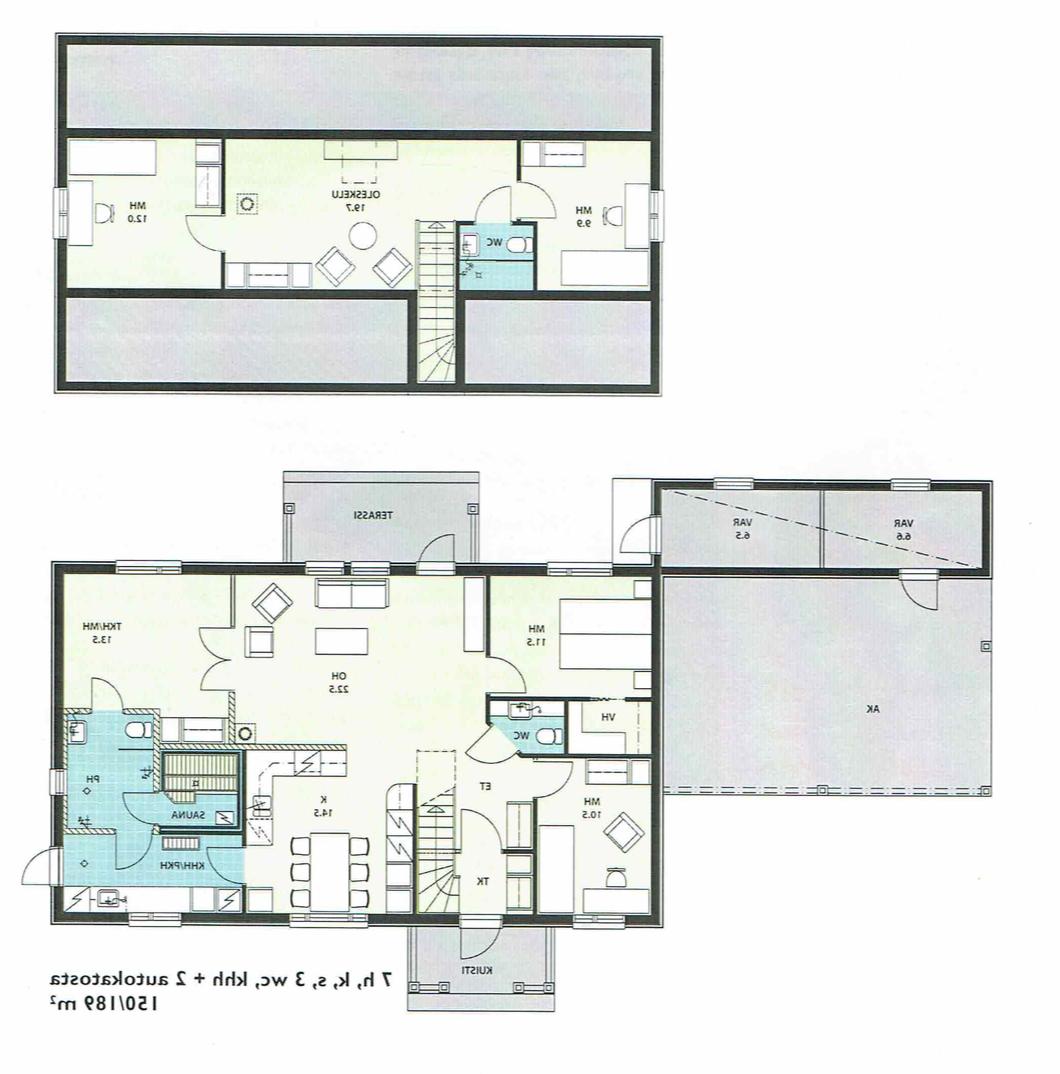 MH
12.0
OLESKELU
19.7
WC
MH
9.9
TERASSI
VAR
6.5
VAR
6.6
TKH/MH
13.5
OH
22.5
MH
11.5
AK
VH
WC
PH
SAUNA
K
14.5
ET
MH
10.5
KHH/PKH
TK
KUISTI
7 h, k, s, 3 wc, khh + 2 autokatosta
150/189 m²